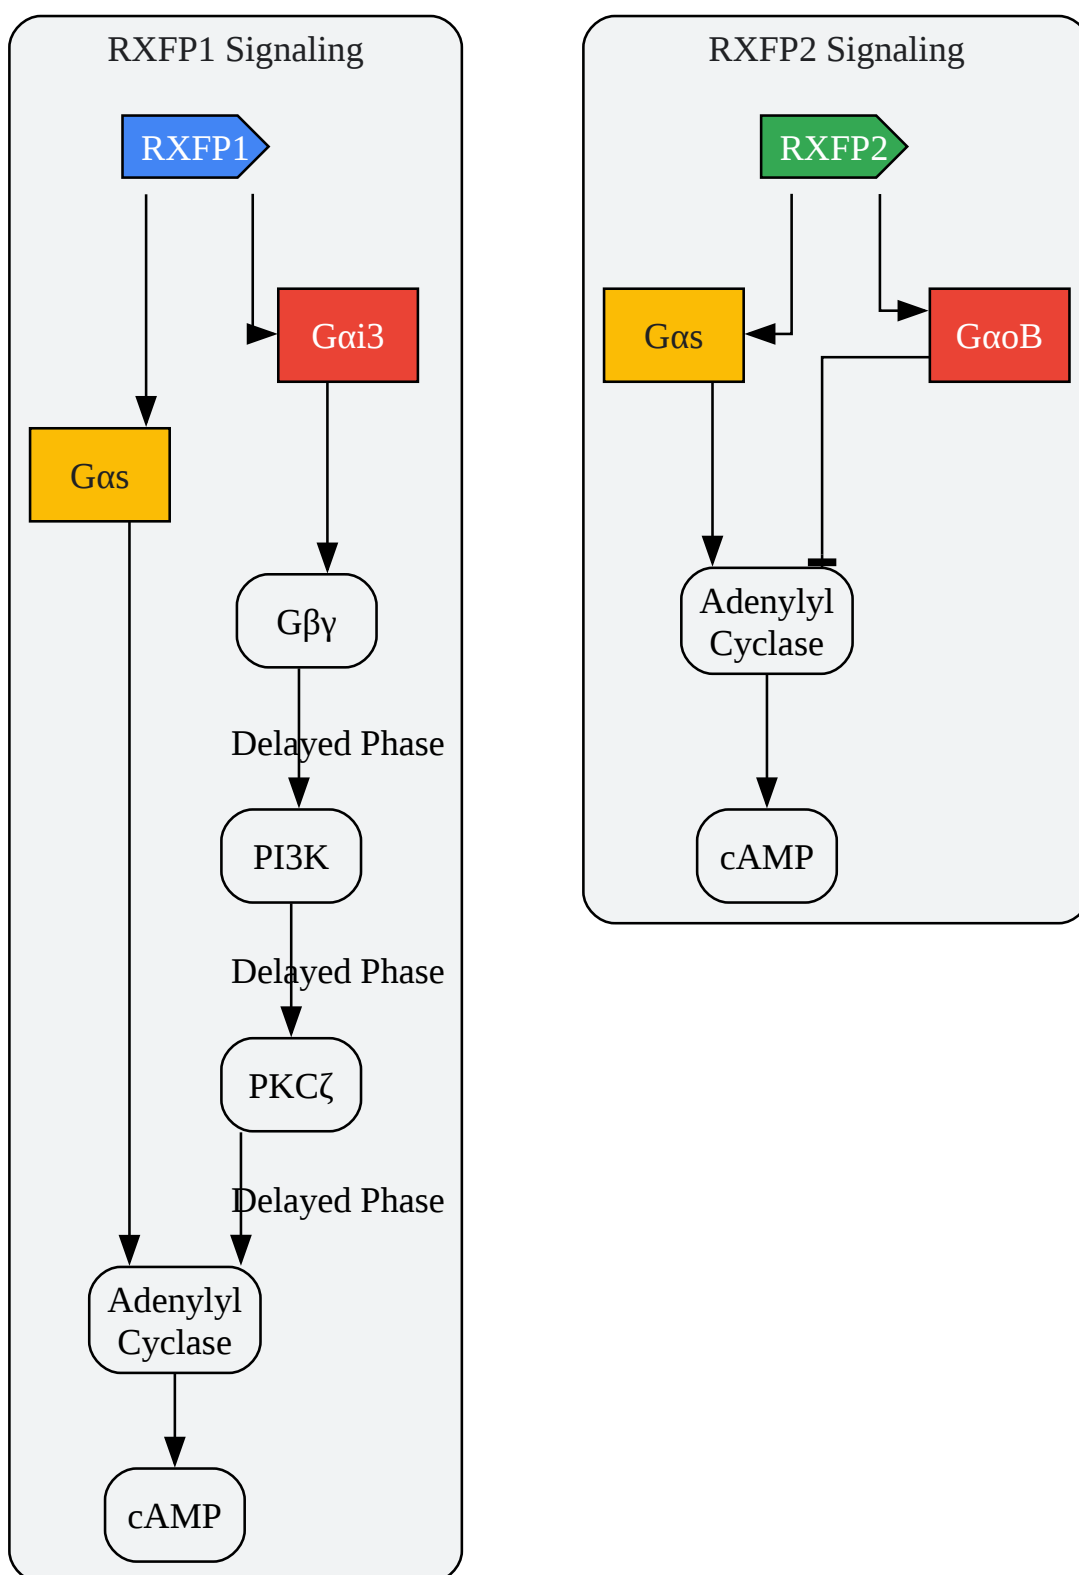 RXFP1 Signaling
RXFP1
Gαi3
Gαs
Gβγ
Delayed Phase
PI3K
Delayed Phase
PKCζ
Delayed Phase
Adenylyl
Cyclase
cAMP
RXFP2 Signaling
RXFP2
Gαs
GαoB
Adenylyl
Cyclase
cAMP